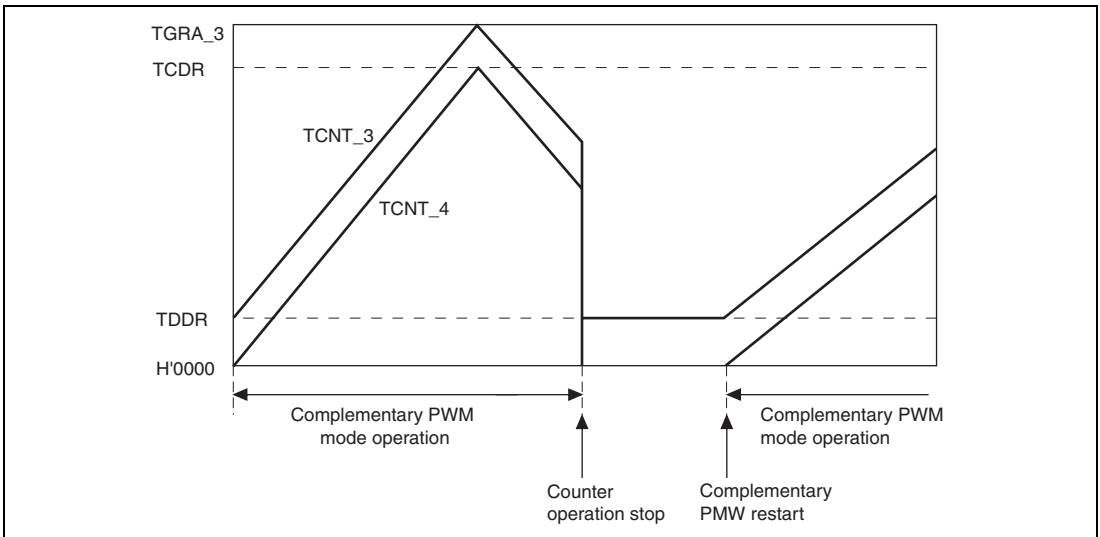 TGRA_3
TCDR
TCNT_3
TCNT_4
TDDR
H'0000
Complementary PWM
mode operation
Complementary PWM
mode operation
Counter
operation stop
Complementary
PMW restart